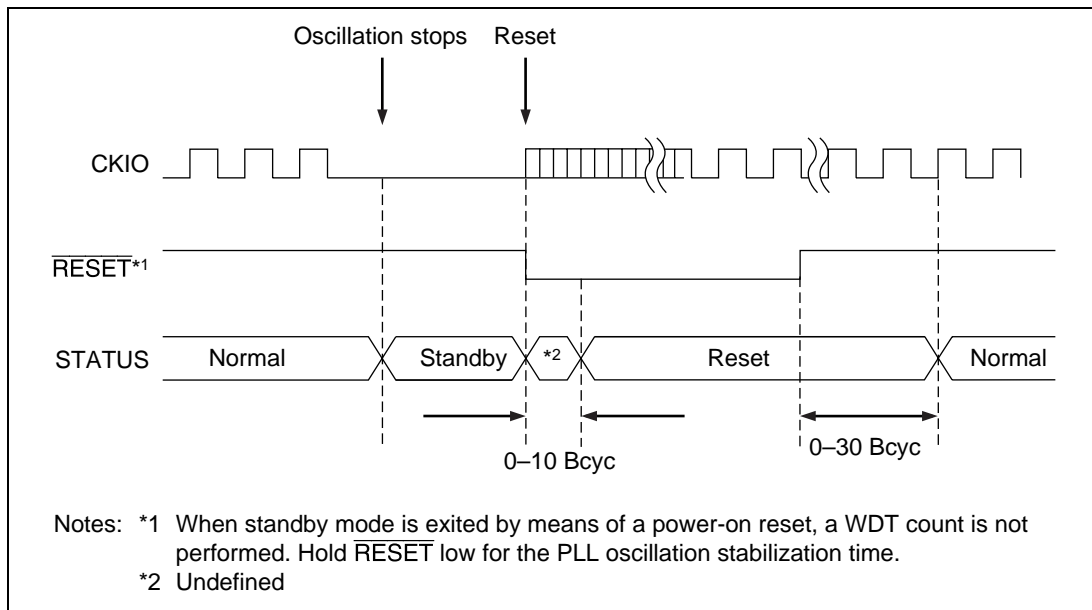 Oscillation stops Reset
CKIO
RESET*1
STATUS Normal Standby *2 Reset Normal
0–10 Bcyc 0–30 Bcyc
Notes: *1 When standby mode is exited by means of a power-on reset, a WDT count is not
performed. Hold RESET low for the PLL oscillation stabilization time.
*2 Undefined